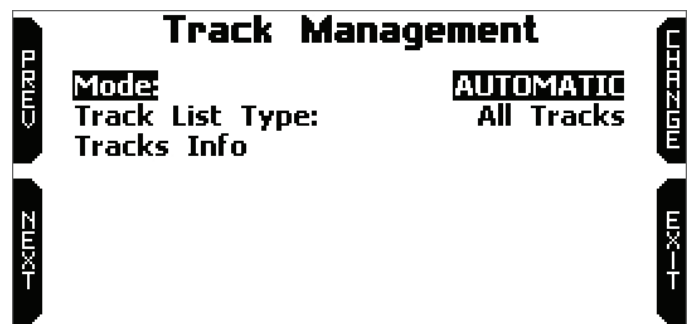 Track Management
PREV
CHANGE
Mode: AUTOMATIC
Track List Type: All Tracks
Tracks Info
NEXT
EXIT